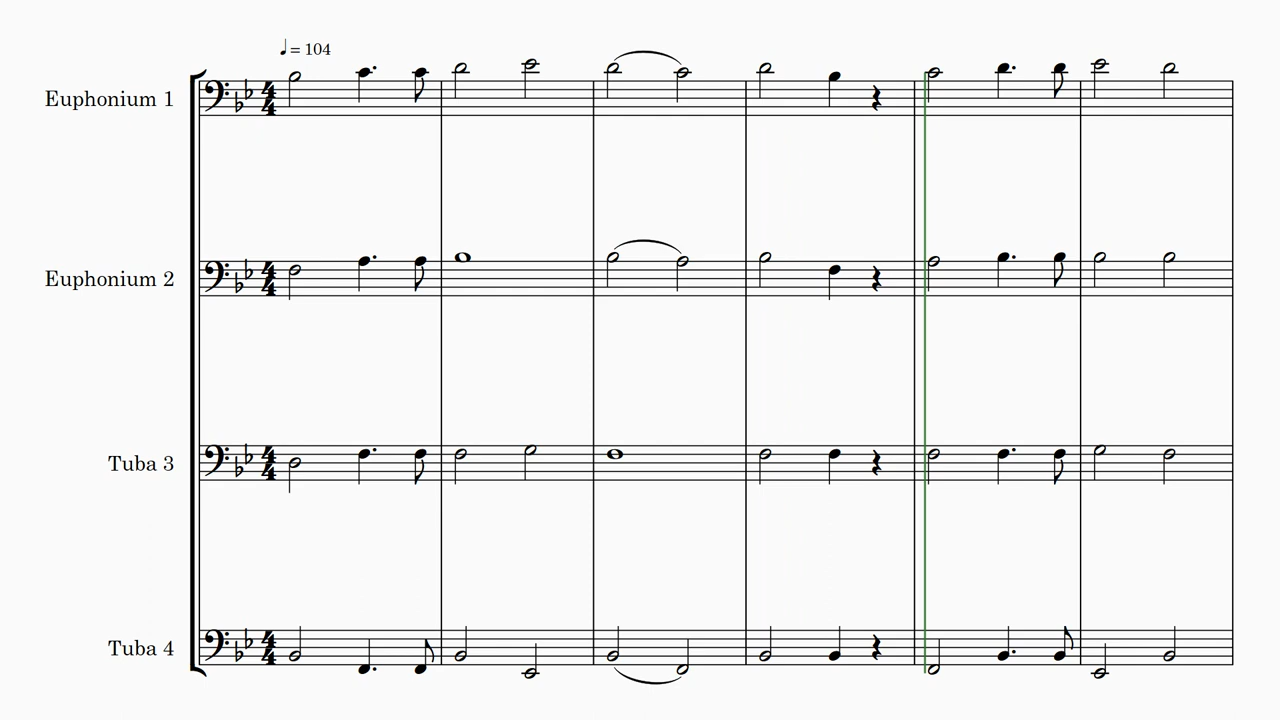 ♩ = 104
Euphonium 1
Euphonium 2
Tuba 3
Tuba 4